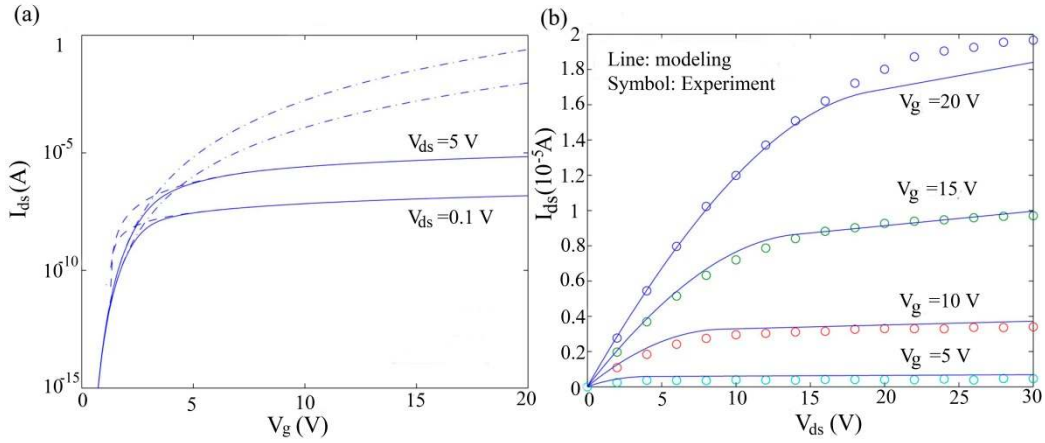 (a)
1
10^-5
10^10
10^15
I_ds (A)
V_ds =5 V
V_ds =0.1 V
0
5
10
15
20
V_g (V)
(b)
2
1.8
1.6
1.4
1.2
1
0.8
0.6
0.4
0.2
0
I_ds(10^-5A)
Line: modeling
Symbol: Experiment
V_g =20 V
V_g =15 V
V_g =10 V
V_g =5 V
0
5
10
15
20
25
30
V_ds (V)